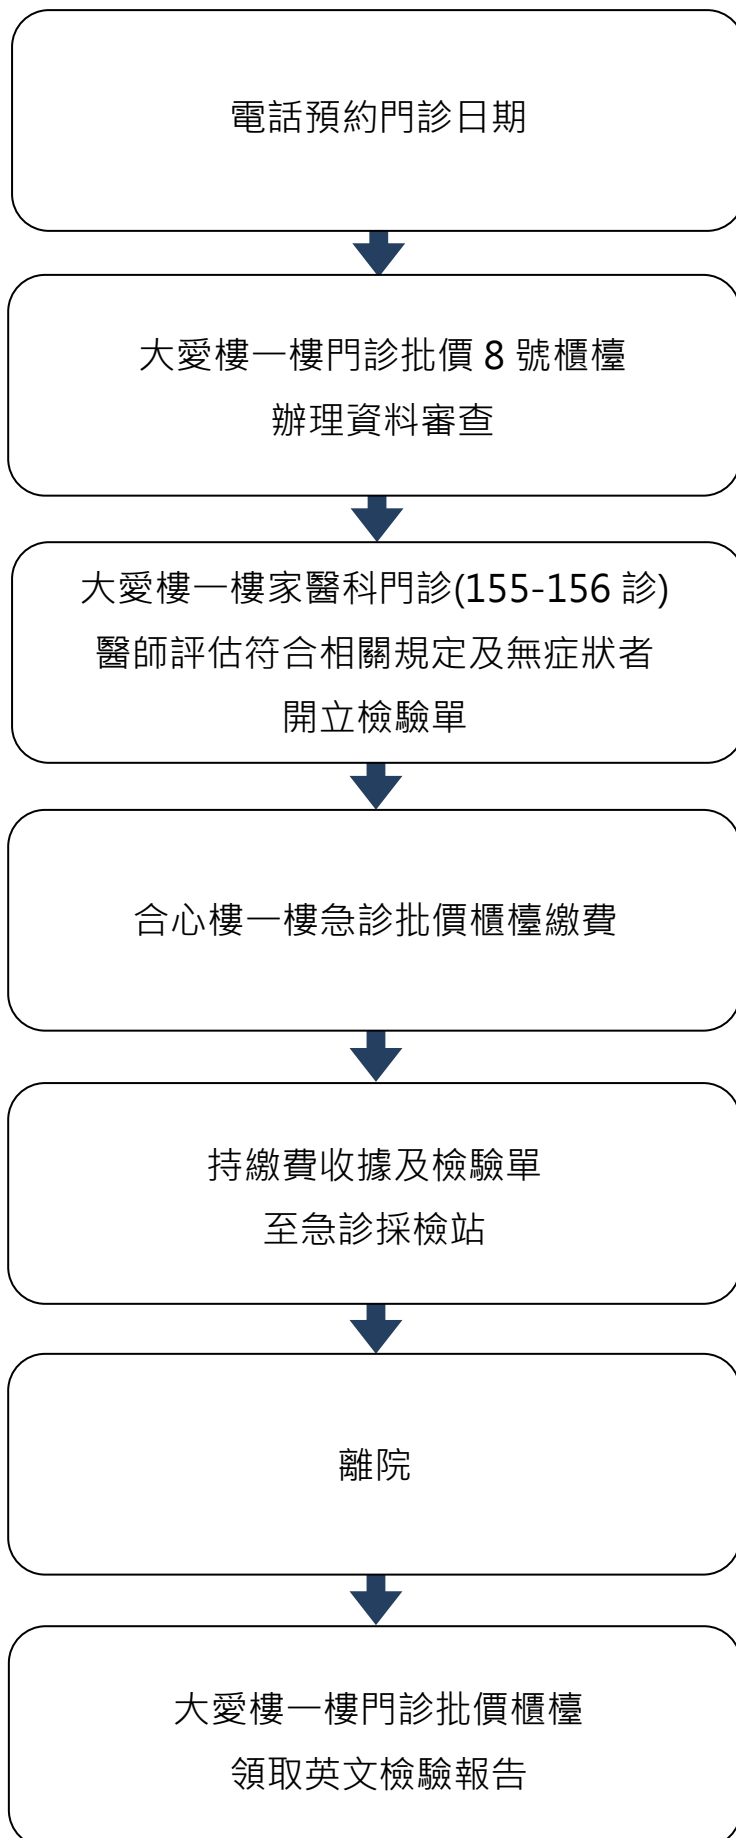 電話預約門診日期
大愛樓一樓門診批價 8 號櫃檯
辦理資料審查
大愛樓一樓家醫科門診(155-156 診)
醫師評估符合相關規定及無症狀者
開立檢驗單
合心樓一樓急診批價櫃檯繳費
持繳費收據及檢驗單
至急診採檢站
離院
大愛樓一樓門診批價櫃檯
領取英文檢驗報告